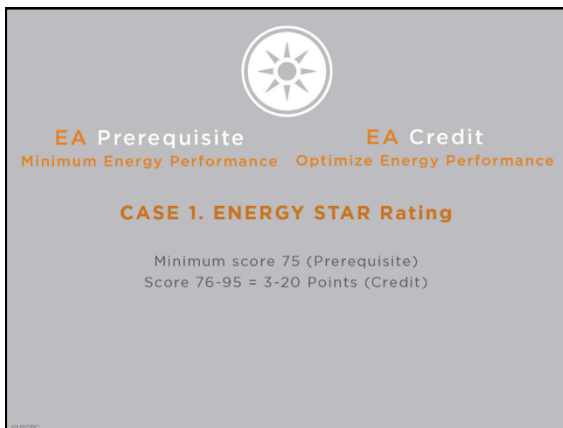 EA Prerequisite
Minimum Energy Performance
EA Credit
Optimize Energy Performance
CASE 1. ENERGY STAR Rating
Minimum score 75 (Prerequisite)
Score 76-95 = 3-20 Points (Credit)
©USGBC